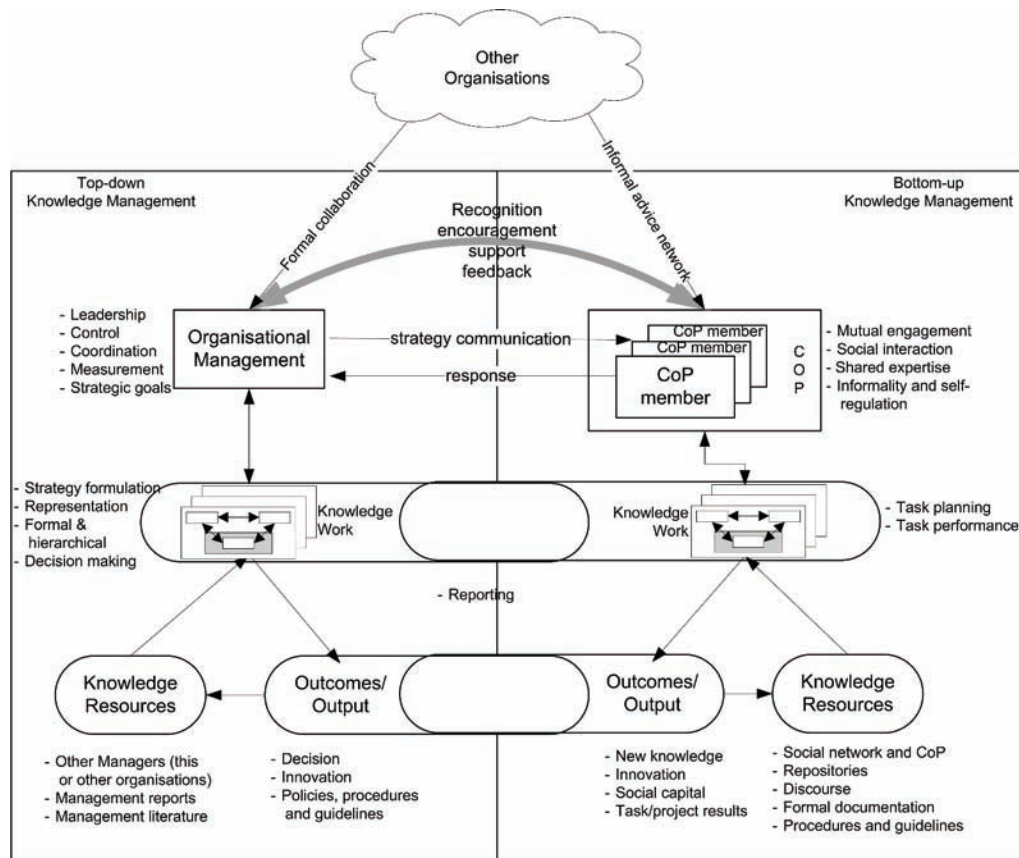 Other
Organisations
Top-down
Knowledge Management
Bottom-up
Knowledge Management
Formal collaboration
Informal advice network
Recognition
encouragement
support
feedback
- Leadership
- Control
- Coordination
- Measurement
- Strategic goals
Organisational
Management
strategy communication
response
CoP member
CoP member
CoP
member
C
O
P
- Mutual engagement
- Social interaction
- Shared expertise
- Informality and self-
regulation
- Strategy formulation
- Representation
- Formal &
hierarchical
- Decision making
Knowledge
Work
Knowledge
Work
- Task planning
- Task performance
- Reporting
Knowledge
Resources
Outcomes/
Output
Outcomes/
Output
Knowledge
Resources
- Other Managers (this
or other organisations)
- Management reports
- Management literature
- Decision
- Innovation
- Policies, procedures
and guidelines
- New knowledge
- Innovation
- Social capital
- Task/project results
- Social network and CoP
- Repositories
- Discourse
- Formal documentation
- Procedures and guidelines